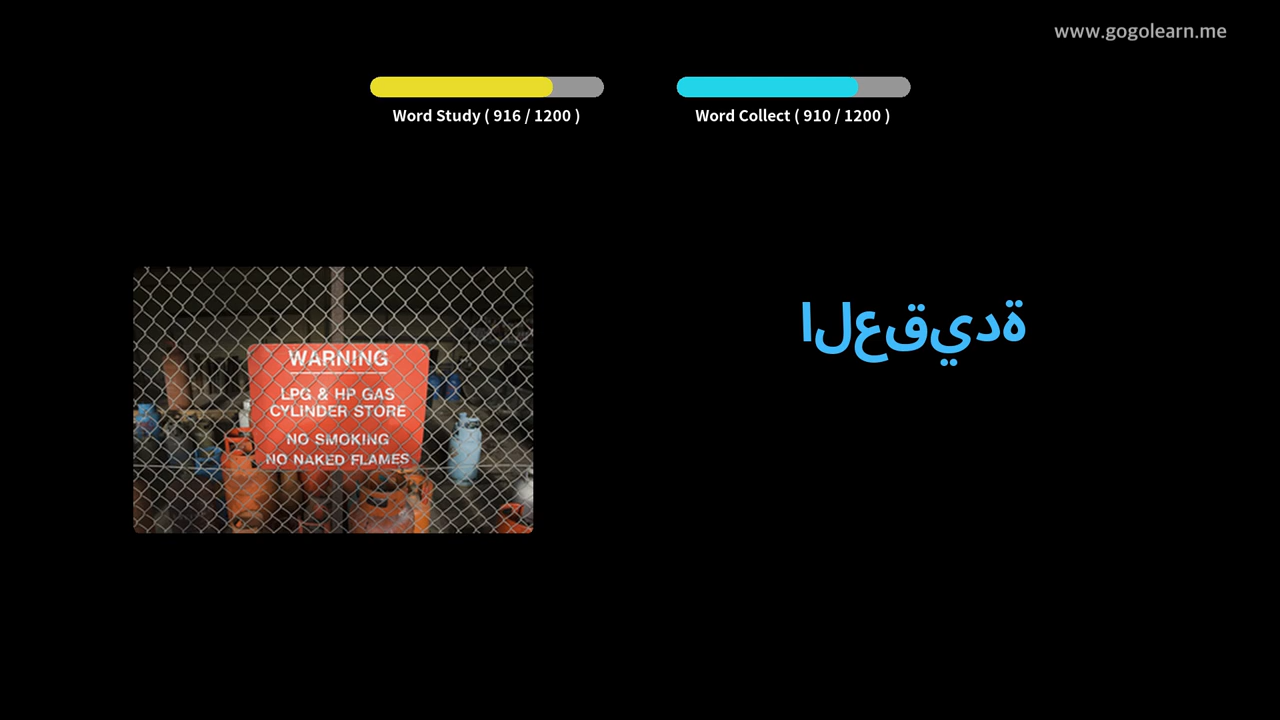 www.gogolearn.me
Word Study ( 916 / 1200 )
Word Collect ( 910 / 1200 )
WARNING
LPG & HP GAS
CYLINDER STORE
NO SMOKING
NO NAKED FLAMES
العقيدة